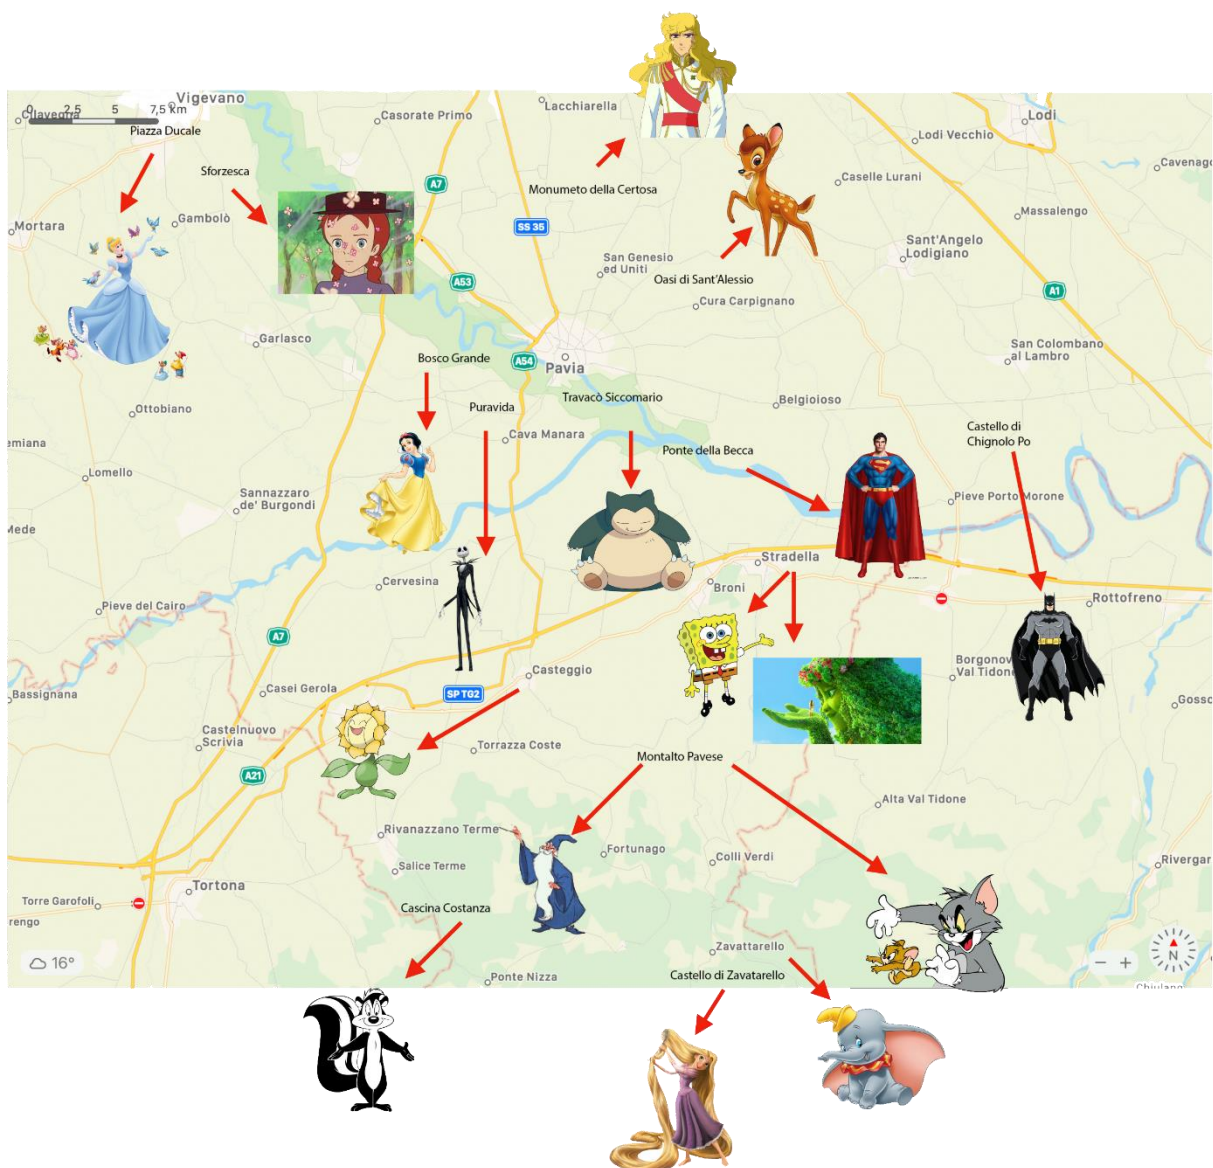 0 2,5 5 7,5 km
Vigevano
Cilavegna
Piazza Ducale
Casorate Primo
Lacchiarella
Lodi
Lodi Vecchio
Sforzesca
A7
Monumeto della Certosa
Caselle Lurani
Cavenago
Mortara
Gambolò
SS 35
Massalengo
San Genesio
ed Uniti
Oasi di Sant'Alessio
Sant'Angelo
Lodigiano
A53
Cura Carpignano
A1
Garlasco
Bosco Grande
A54
Pavia
San Colombano
al Lambro
Ottobiano
Puravida
Travacò Siccomario
Belgioioso
emiana
Cava Manara
Ponte della Becca
Castello di
Chignolo Po
Lomello
Sannazzaro
de' Burgondi
Pieve Porto Morone
Mede
Cervesina
Stradella
Broni
Rottofreno
Pieve del Cairo
A7
Bassignana
Casei Gerola
SP TG2
Casteggio
Borgonov
Val Tidone
Gosso
Castelnuovo
Scrivia
Torrazza Coste
Montalto Pavese
A21
Alta Val Tidone
Rivanazzano Terme
Fortunago
Colli Verdi
Salice Terme
Rivergar
Tortona
Torre Garofoli
Cascina Costanza
rengo
16°
Zavattarello
Ponte Nizza
Castello di Zavatarello
− +
N